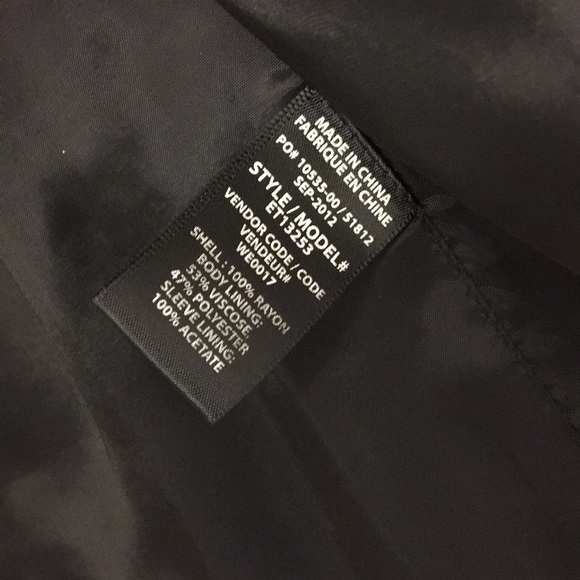 MADE IN CHINA
FABRIQUE EN CHINE
PO# 10535-00/ 51812
SEP-2012
STYLE / MODEL#
ET13253
VENDOR CODE / CODE
VENDEUR#
WE0017
SHELL : 100% RAYON
BODY LINING:
53% VISCOSE,
47% POLYESTER
SLEEVE LINING:
100% ACETATE